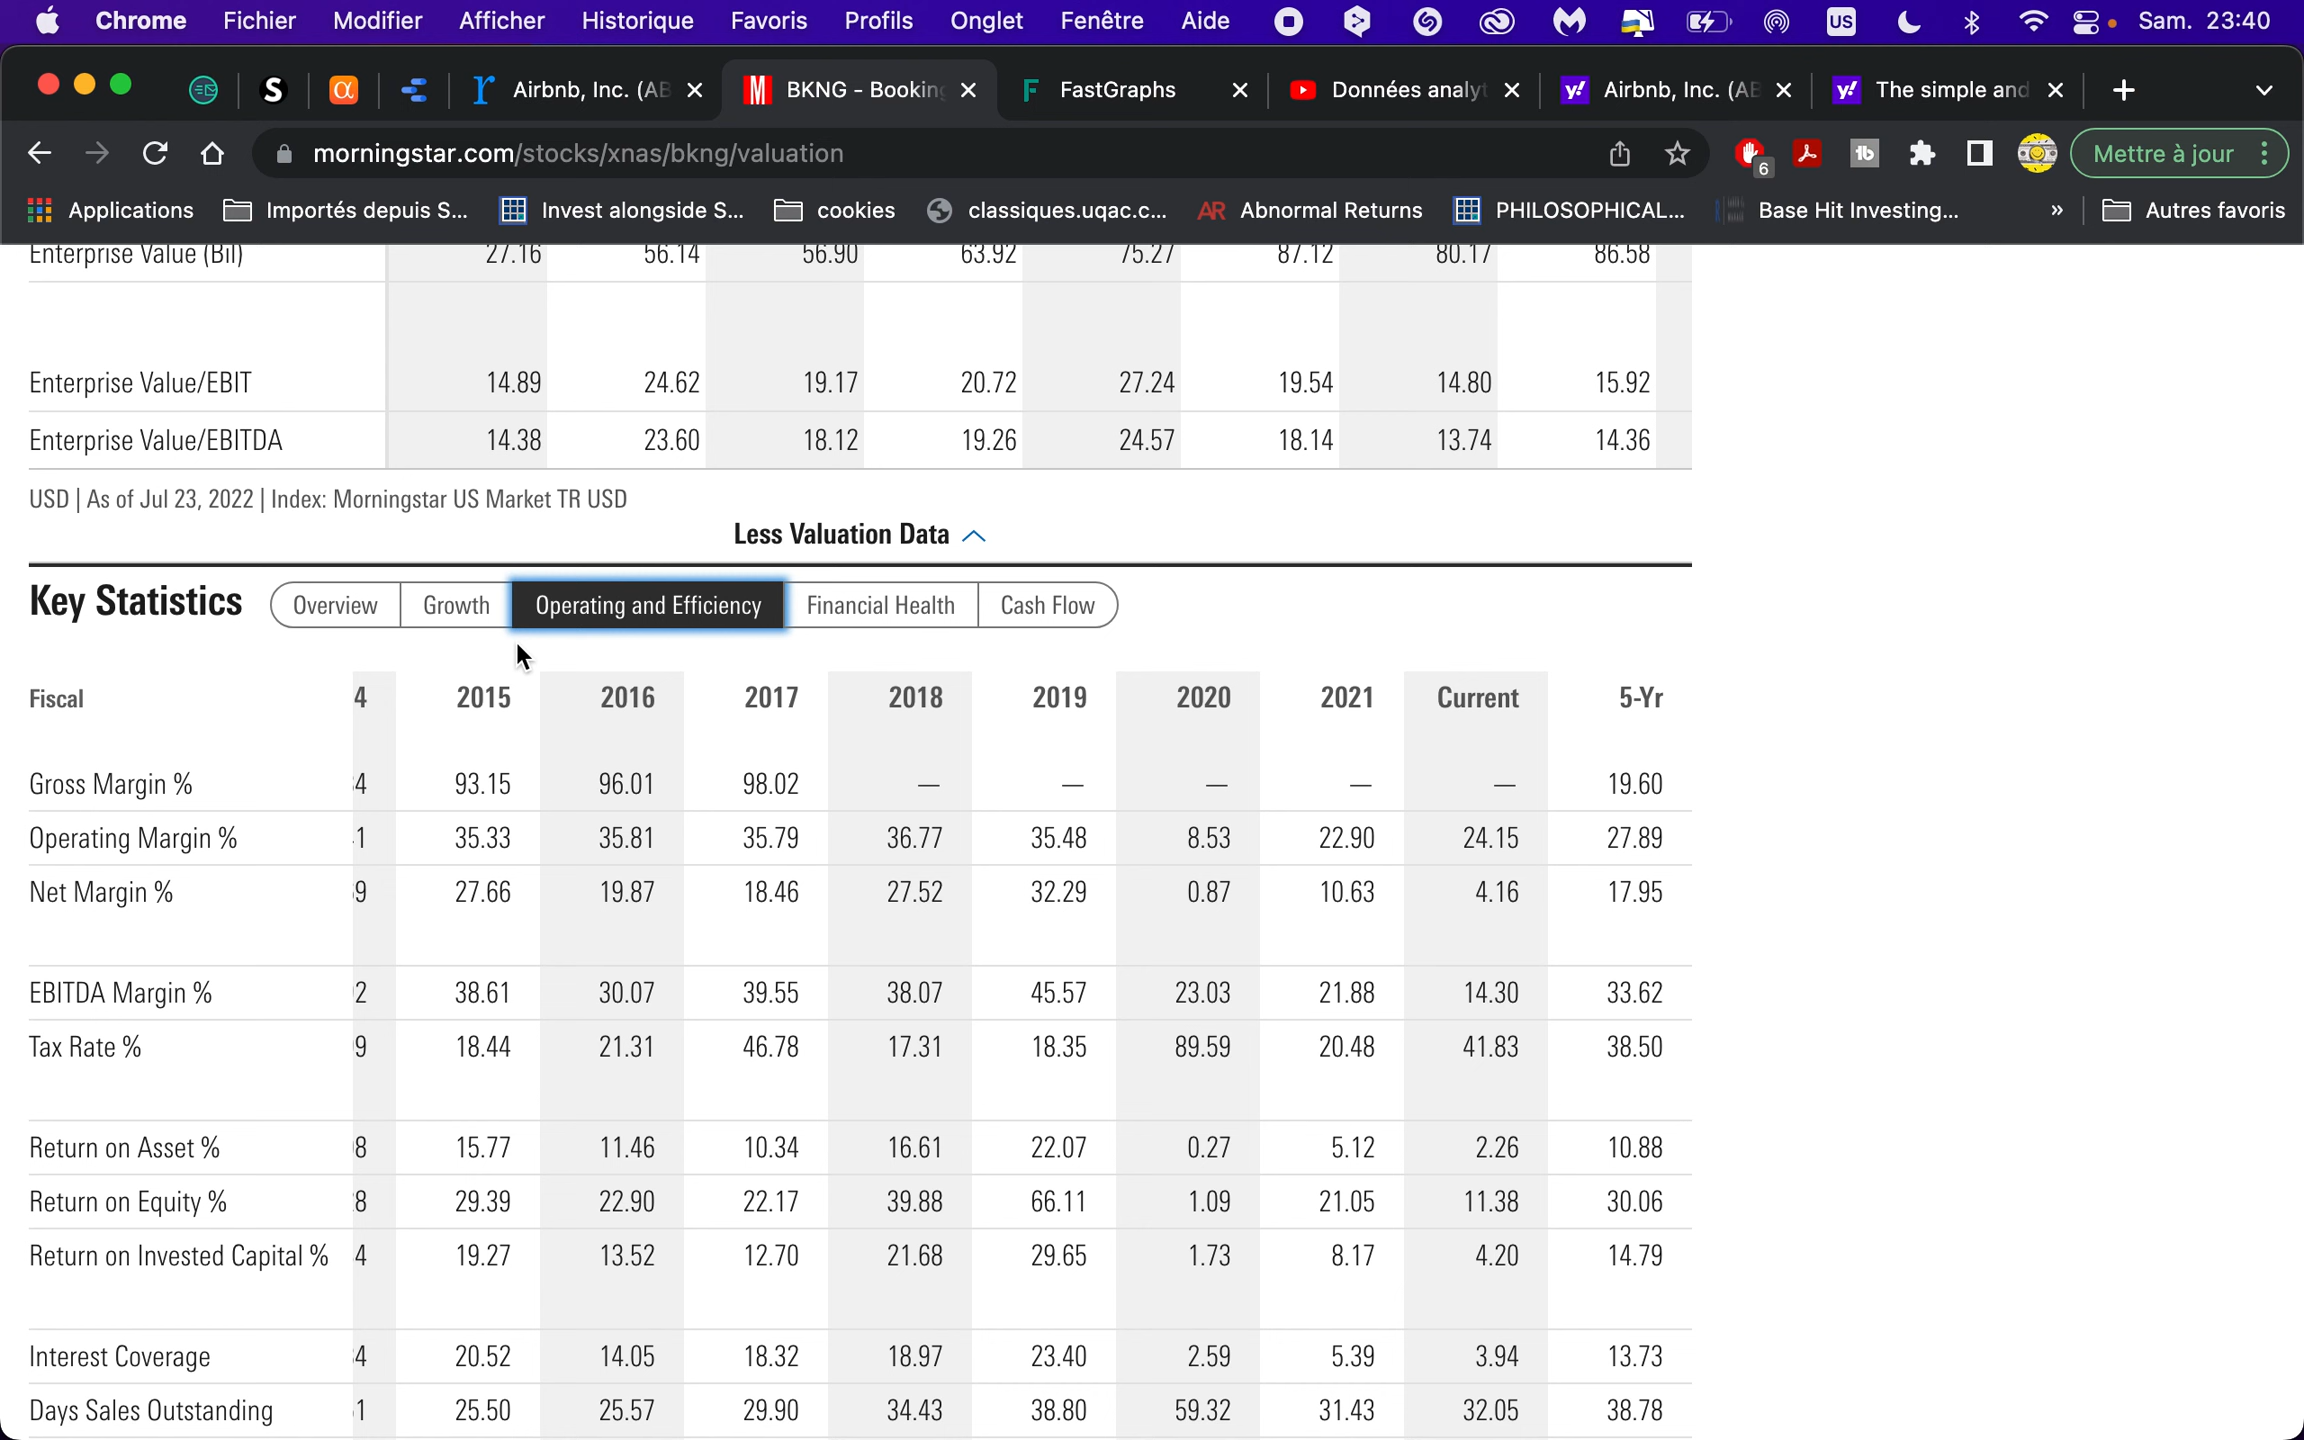 Chrome Fichier Modifier Afficher Historique Favoris Profils Onglet Fenêtre Aide US Sam. 23:40
S α Airbnb, Inc. (AB BKNG - Booking FastGraphs Données analyt Airbnb, Inc. (AB The simple and
morningstar.com/stocks/xnas/bkng/valuation 6 tb Mettre à jour
Applications Importés depuis S... Invest alongside S... cookies classiques.uqac.c... AR Abnormal Returns PHILOSOPHICAL... Base Hit Investing... » Autres favoris
Enterprise Value (Bil) 27.16 56.14 56.90 63.92 75.27 87.12 80.17 86.58
Enterprise Value/EBIT 14.89 24.62 19.17 20.72 27.24 19.54 14.80 15.92
Enterprise Value/EBITDA 14.38 23.60 18.12 19.26 24.57 18.14 13.74 14.36
USD | As of Jul 23, 2022 | Index: Morningstar US Market TR USD
Less Valuation Data
Key Statistics Overview Growth Operating and Efficiency Financial Health Cash Flow
Fiscal 4 2015 2016 2017 2018 2019 2020 2021 Current 5-Yr
Gross Margin % 4 93.15 96.01 98.02 — — — — — 19.60
Operating Margin % 1 35.33 35.81 35.79 36.77 35.48 8.53 22.90 24.15 27.89
Net Margin % 9 27.66 19.87 18.46 27.52 32.29 0.87 10.63 4.16 17.95
EBITDA Margin % 2 38.61 30.07 39.55 38.07 45.57 23.03 21.88 14.30 33.62
Tax Rate % 9 18.44 21.31 46.78 17.31 18.35 89.59 20.48 41.83 38.50
Return on Asset % 8 15.77 11.46 10.34 16.61 22.07 0.27 5.12 2.26 10.88
Return on Equity % 8 29.39 22.90 22.17 39.88 66.11 1.09 21.05 11.38 30.06
Return on Invested Capital % 4 19.27 13.52 12.70 21.68 29.65 1.73 8.17 4.20 14.79
Interest Coverage 4 20.52 14.05 18.32 18.97 23.40 2.59 5.39 3.94 13.73
Days Sales Outstanding 1 25.50 25.57 29.90 34.43 38.80 59.32 31.43 32.05 38.78